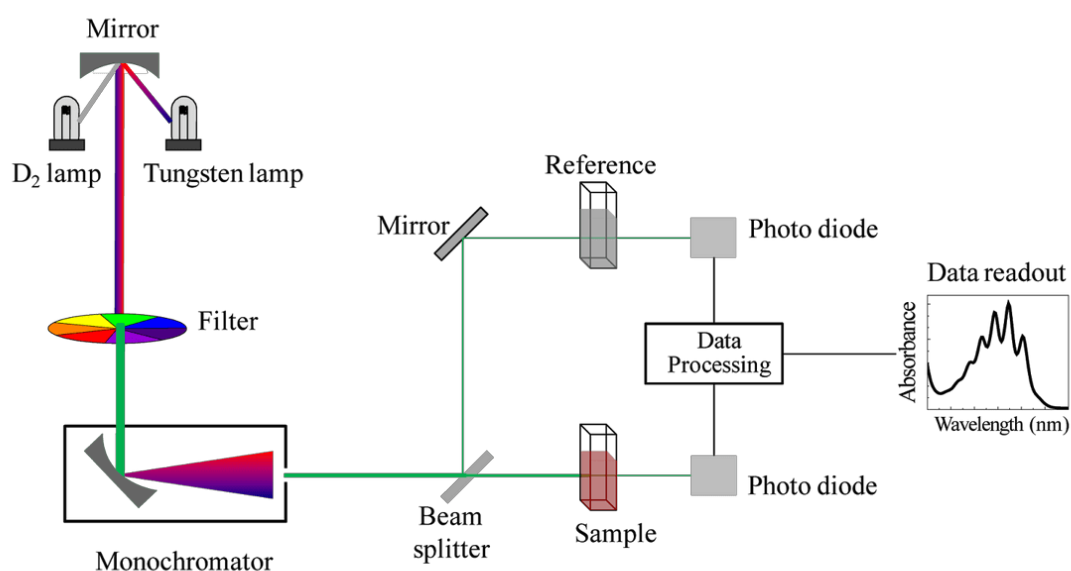 Mirror
D₂ lamp
Tungsten lamp
Filter
Monochromator
Mirror
Reference
Photo diode
Beam
splitter
Sample
Photo diode
Data
Processing
Data readout
Absorbance
Wavelength (nm)